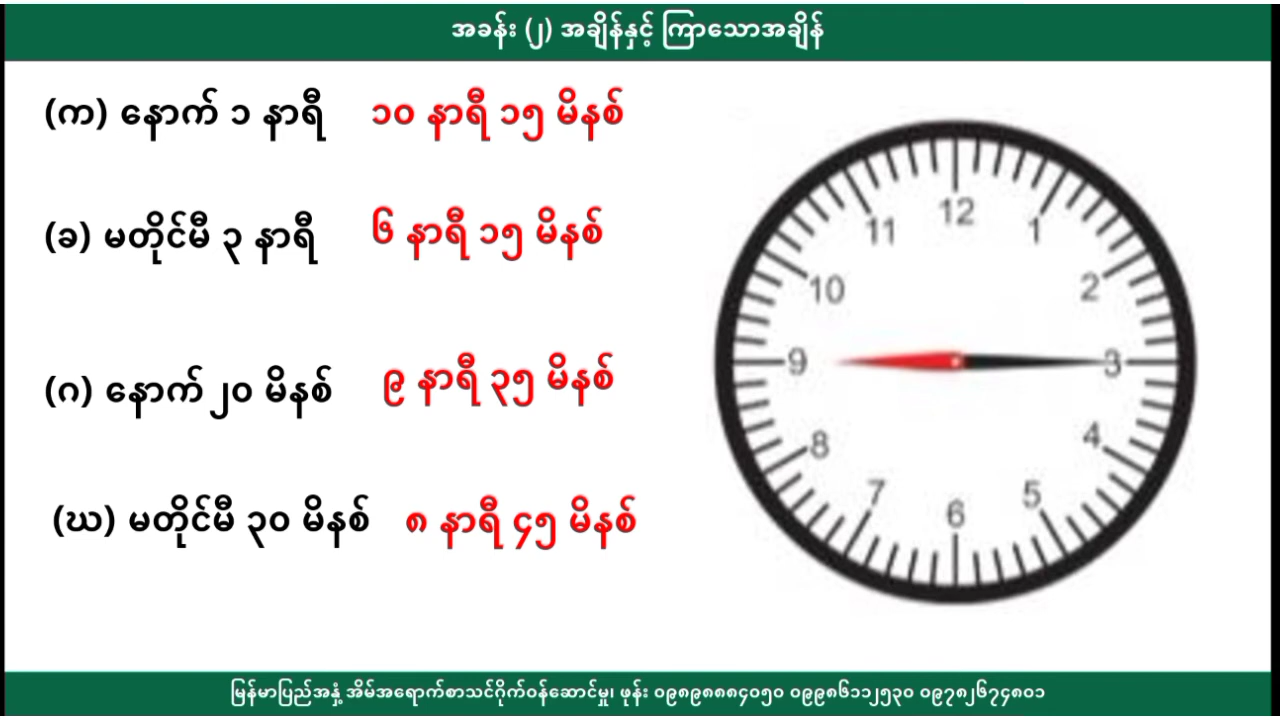 အခန်း (၂) အချိန်နှင့် ကြာသောအချိန်
(က) နောက် ၁ နာရီ ၁၀ နာရီ ၁၅ မိနစ်
(ခ) မတိုင်မီ ၃ နာရီ ၆ နာရီ ၁၅ မိနစ်
(ဂ) နောက် ၂၀ မိနစ် ၉ နာရီ ၃၅ မိနစ်
(ဃ) မတိုင်မီ ၃၀ မိနစ် ၈ နာရီ ၄၅ မိနစ်
12
1
2
3
4
5
6
7
8
9
10
11
မြန်မာပြည်အနှံ့ အိမ်အရောက်စာသင်ဂိုက်ဝန်ဆောင်မှု၊ ဖုန်း ၀၉၈၉၈၈၈၄၀၅၀ ၀၉၉၈၆၁၁၂၅၃၀ ၀၉၇၈၂၆၇၄၈၀၁